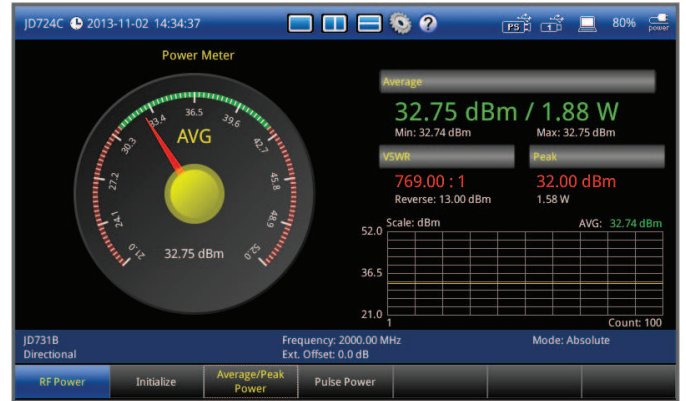 JD724C 2013-11-02 14:34:37 PS 1 80% power
Power Meter
21.0 24.1 27.2 30.3 33.4 36.5 39.6 42.7 45.8 48.9 52.0
AVG
32.75 dBm
Average
32.75 dBm / 1.88 W
Min: 32.74 dBm Max: 32.75 dBm
VSWR Peak
769.00 : 1 32.00 dBm
Reverse: 13.00 dBm 1.58 W
Scale: dBm AVG: 32.74 dBm
52.0
36.5
21.0
1 Count: 100
JD731B Frequency: 2000.00 MHz Mode: Absolute
Directional Ext. Offset: 0.0 dB
RF Power Initialize Average/Peak Power Pulse Power